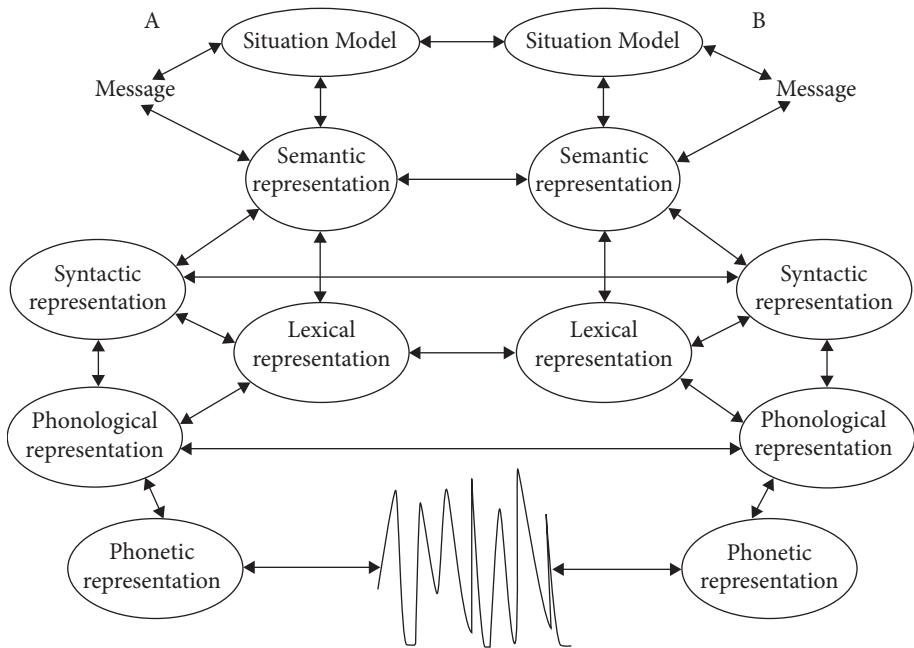 A
B
Situation Model
Situation Model
Message
Message
Semantic
representation
Semantic
representation
Syntactic
representation
Syntactic
representation
Lexical
representation
Lexical
representation
Phonological
representation
Phonological
representation
Phonetic
representation
Phonetic
representation